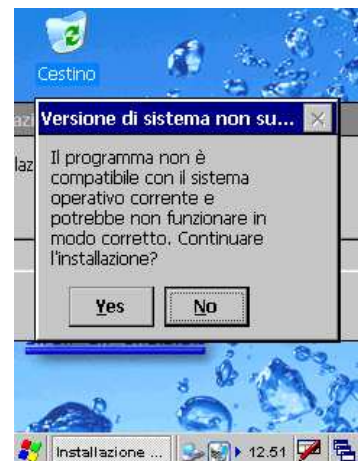 Cestino
Versione di sistema non su...
Il programma non è
compatibile con il sistema
operativo corrente e
potrebbe non funzionare in
modo corretto. Continuare
l'installazione?
Yes
No
Installazione ...
12.51